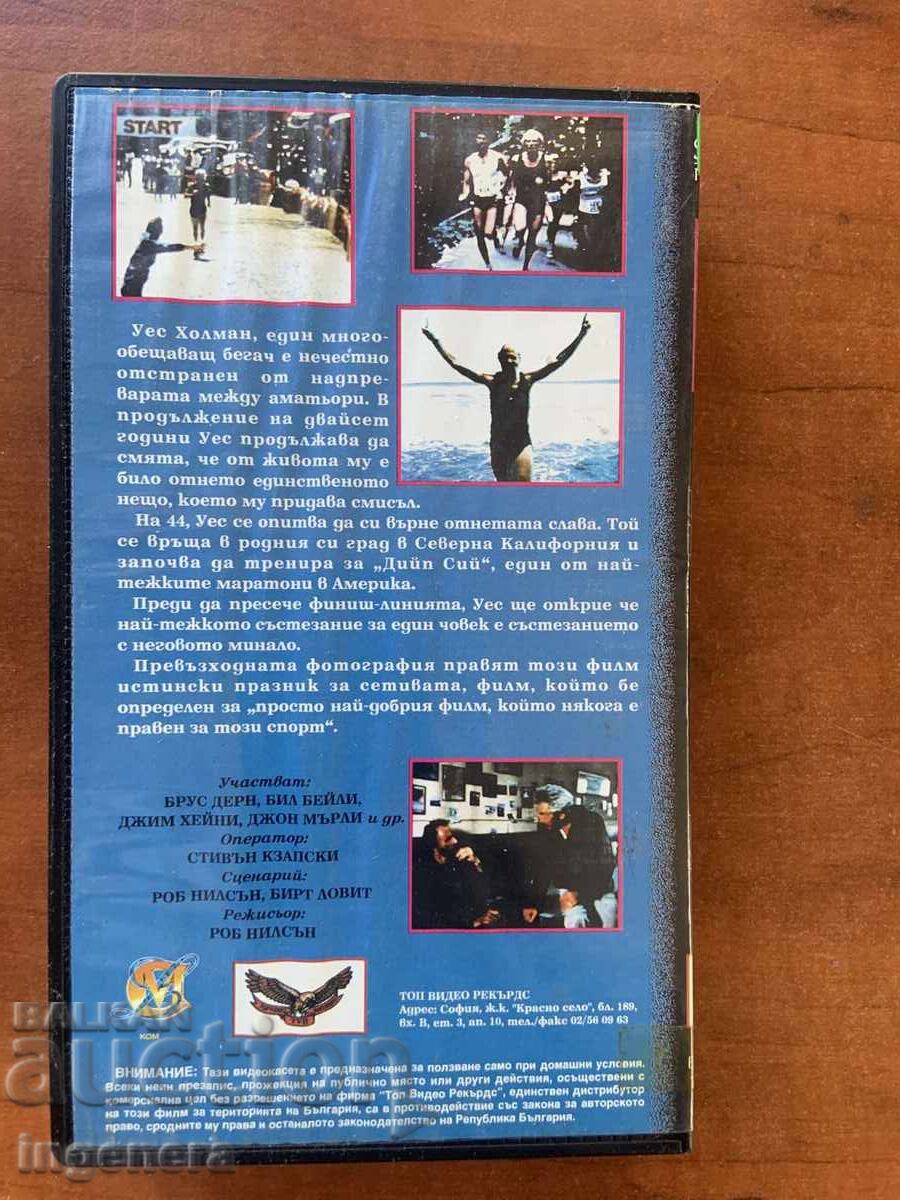 START
Уес Холман, един много-
обещаващ бегач е нечестно
отстранен от надпре-
варата между аматьори. В
продължение на двайсет
години Уес продължава да
смята, че от живота му е
било отнето единственото
нещо, което му придава смисъл.
На 44, Уес се опитва да си върне отнетата слава. Той
се връща в родния си град в Северна Калифорния и
започва да тренира за „Дийп Сий“, един от най-
тежките маратони в Америка.
Преди да пресече финиш-линията, Уес ще открие че
най-тежкото състезание за един човек е състезанието
с неговото минало.
Превъзходната фотография правят този филм
истински празник за сетивата, филм, който бе
определен за „просто най-добрия филм, който някога е
правен за този спорт“.
Участват:
БРУС ДЕРН, БИЛ БЕЙЛИ,
ДЖИМ ХЕЙНИ, ДЖОН МЪРЛИ и др.
Оператор:
СТИВЪН КЗАПСКИ
Сценарий:
РОБ НИЛСЪН, БИРТ ЛОВИТ
Режисьор:
РОБ НИЛСЪН
КОМ
ТОП ВИДЕО РЕКЪРДС
Адрес: София, ж.к. "Красно село", бл. 189,
вх. В, ет. 3, ап. 10, тел./факс 02/56 09 63
ВНИМАНИЕ: Тази видеокасета е предназначена за ползване само при домашни условия.
Всеки неин презапис, прожекция на публично място или други действия, осъществени с
комерсиална цел без разрешението на фирма "Топ Видео Рекърдс", единствен дистрибутор
на този филм за територията на България, са в противодействие със закона за авторското
право, сродните му права и останалото законодателство на Република България.
BALKAN
auction
ingenera